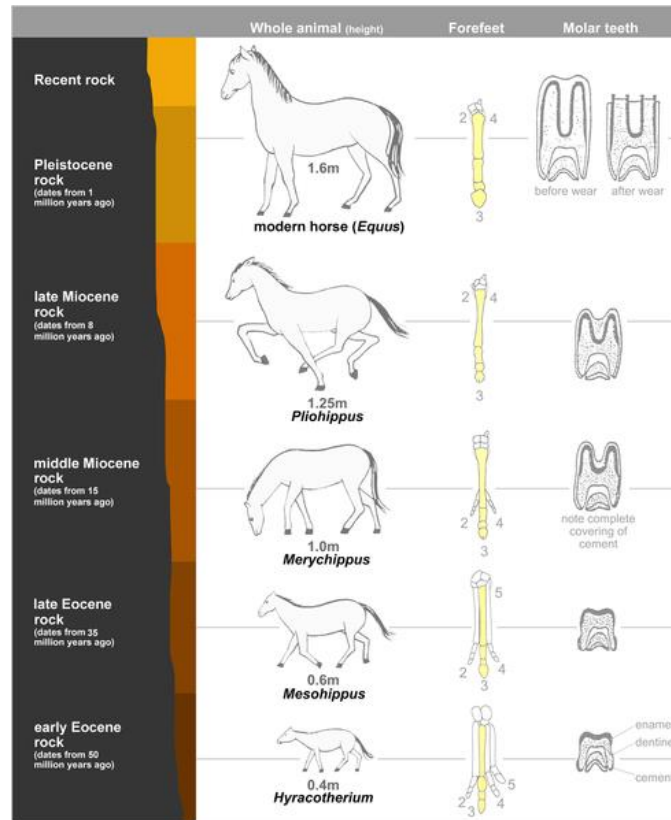 Whole animal (height) Forefeet Molar teeth
Recent rock
2 4
1.6m
before wear after wear
3
modern horse (Equus)
Pleistocene
rock
(dates from 1
million years ago)
late Miocene
rock
(dates from 8
million years ago)
2 4
3
1.25m
Pliohippus
middle Miocene
rock
(dates from 15
million years ago)
2 4
3
1.0m
Merychippus
note complete
covering of
cement
late Eocene
rock
(dates from 35
million years ago)
5
2 4
3
0.6m
Mesohippus
early Eocene
rock
(dates from 50
million years ago)
enamel
dentine
cement
5
2 3 4
0.4m
Hyracotherium